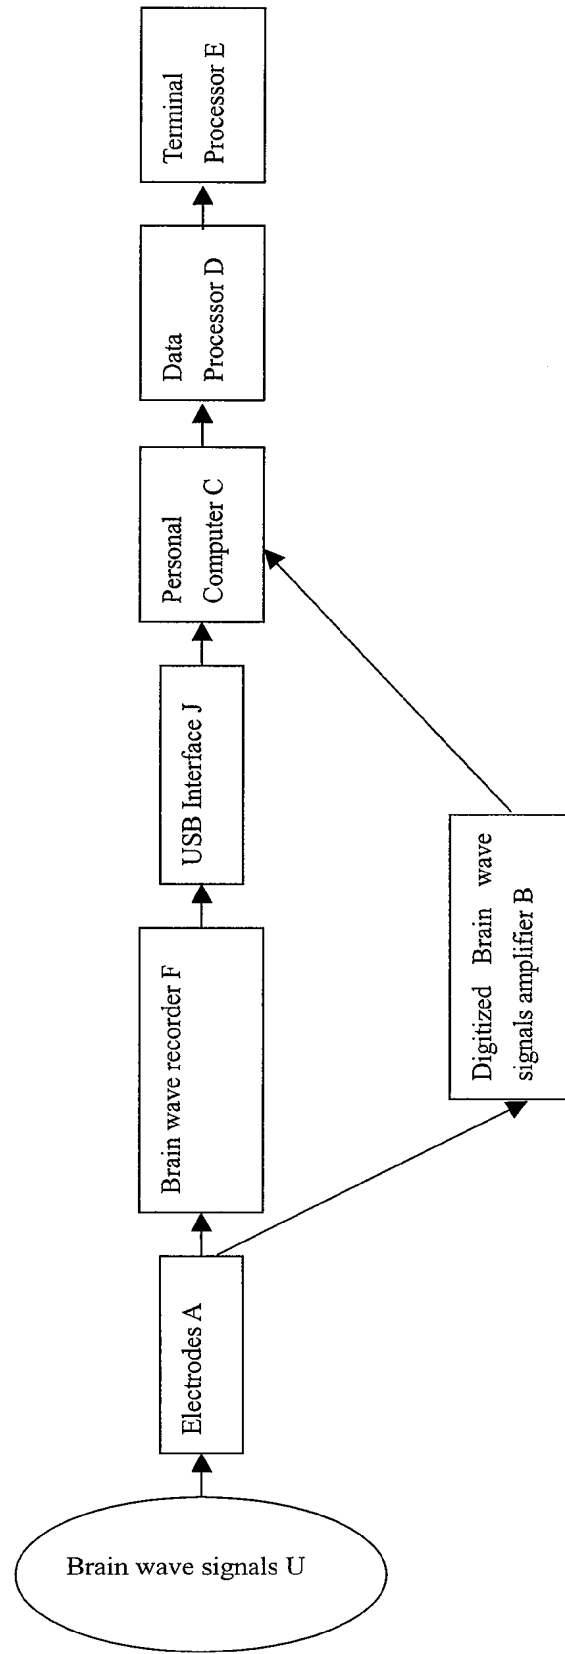 Brain wave signals U
Electrodes A
Brain wave recorder F
USB Interface J
Personal
Computer C
Data
Processor D
Terminal
Processor E
Digitized Brain wave
signals amplifier B